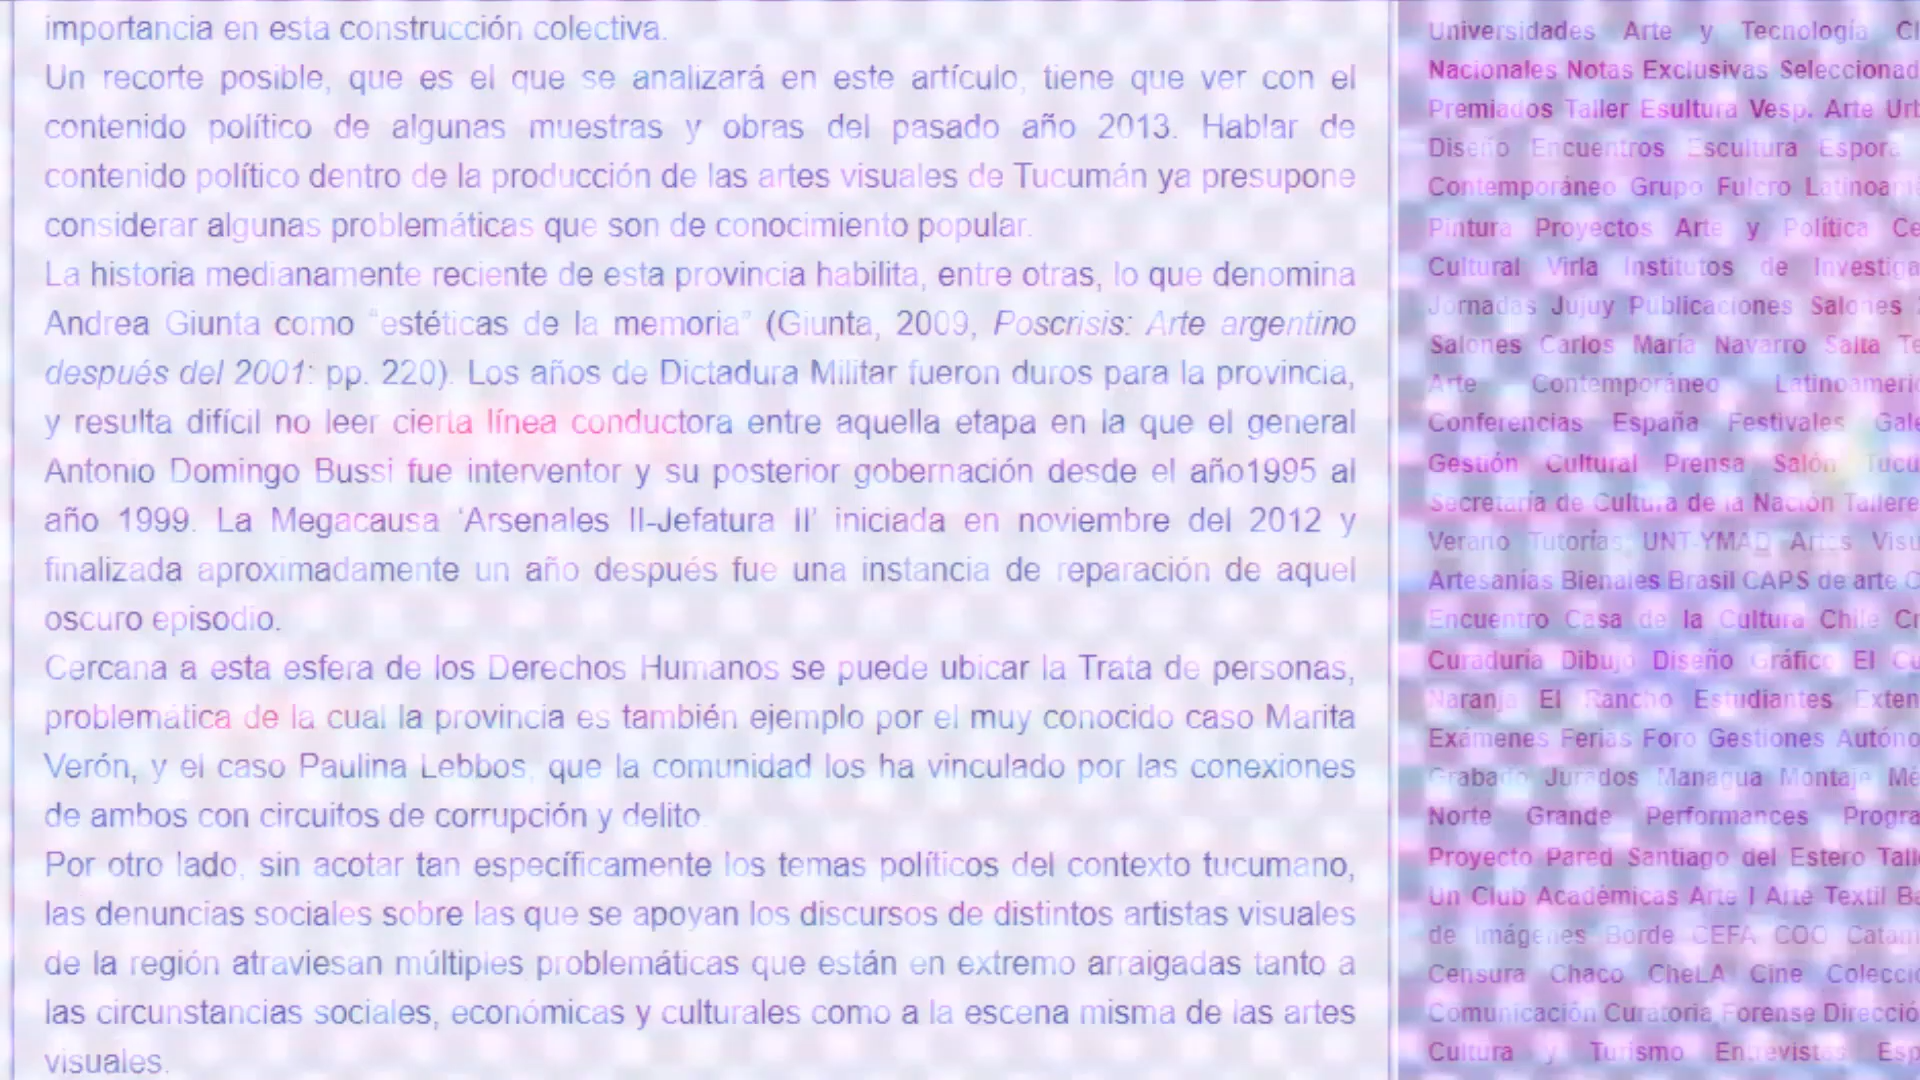 importancia en esta construcción colectiva.
Un recorte posible, que es el que se analizará en este artículo, tiene que ver con el
contenido político de algunas muestras y obras del pasado año 2013. Hablar de
contenido político dentro de la producción de las artes visuales de Tucumán ya presupone
considerar algunas problemáticas que son de conocimiento popular.
La historia medianamente reciente de esta provincia habilita, entre otras, lo que denomina
Andrea Giunta como “estéticas de la memoria” (Giunta, 2009, Poscrisis: Arte argentino
después del 2001: pp. 220). Los años de Dictadura Militar fueron duros para la provincia,
y resulta difícil no leer cierta línea conductora entre aquella etapa en la que el general
Antonio Domingo Bussi fue interventor y su posterior gobernación desde el año1995 al
año 1999. La Megacausa ‘Arsenales II-Jefatura II’ iniciada en noviembre del 2012 y
finalizada aproximadamente un año después fue una instancia de reparación de aquel
oscuro episodio.
Cercana a esta esfera de los Derechos Humanos se puede ubicar la Trata de personas,
problemática de la cual la provincia es también ejemplo por el muy conocido caso Marita
Verón, y el caso Paulina Lebbos, que la comunidad los ha vinculado por las conexiones
de ambos con circuitos de corrupción y delito.
Por otro lado, sin acotar tan específicamente los temas políticos del contexto tucumano,
las denuncias sociales sobre las que se apoyan los discursos de distintos artistas visuales
de la región atraviesan múltiples problemáticas que están en extremo arraigadas tanto a
las circunstancias sociales, económicas y culturales como a la escena misma de las artes
visuales.
Universidades Arte y Tecnología
Nacionales Notas Exclusivas
Premiados Taller Esultura Vesp. Arte
Diseño Encuentros Escultura
Contemporáneo Grupo Fulcro
Pintura Proyectos Arte y Política
Cultural Virla Institutos de
Jornadas Jujuy Publicaciones Salones
Salones Carlos María Navarro Salta
Arte Contemporáneo
Conferencias España Festivales
Gestión Cultural Prensa Salón
Secretaría de Cultura de la Nación
Verano Tutorías UNT-YMAD Artes
Artesanías Bienales Brasil CAPS de arte
Encuentro Casa de la Cultura Chile
Curaduría Dibujo Diseño Gráfico El
Naranja El Rancho Estudiantes
Exámenes Ferias Foro Gestiones
Grabado Jurados Managua Montaje
Norte Grande Performances
Proyecto Pared Santiago del Estero
Un Club Académicas Arte I Arte Textil
de Imágenes Borde CEFA COO
Censura Chaco CheLA Cine
Comunicación Curatoria Forense
Cultura y Turismo Entrevistas